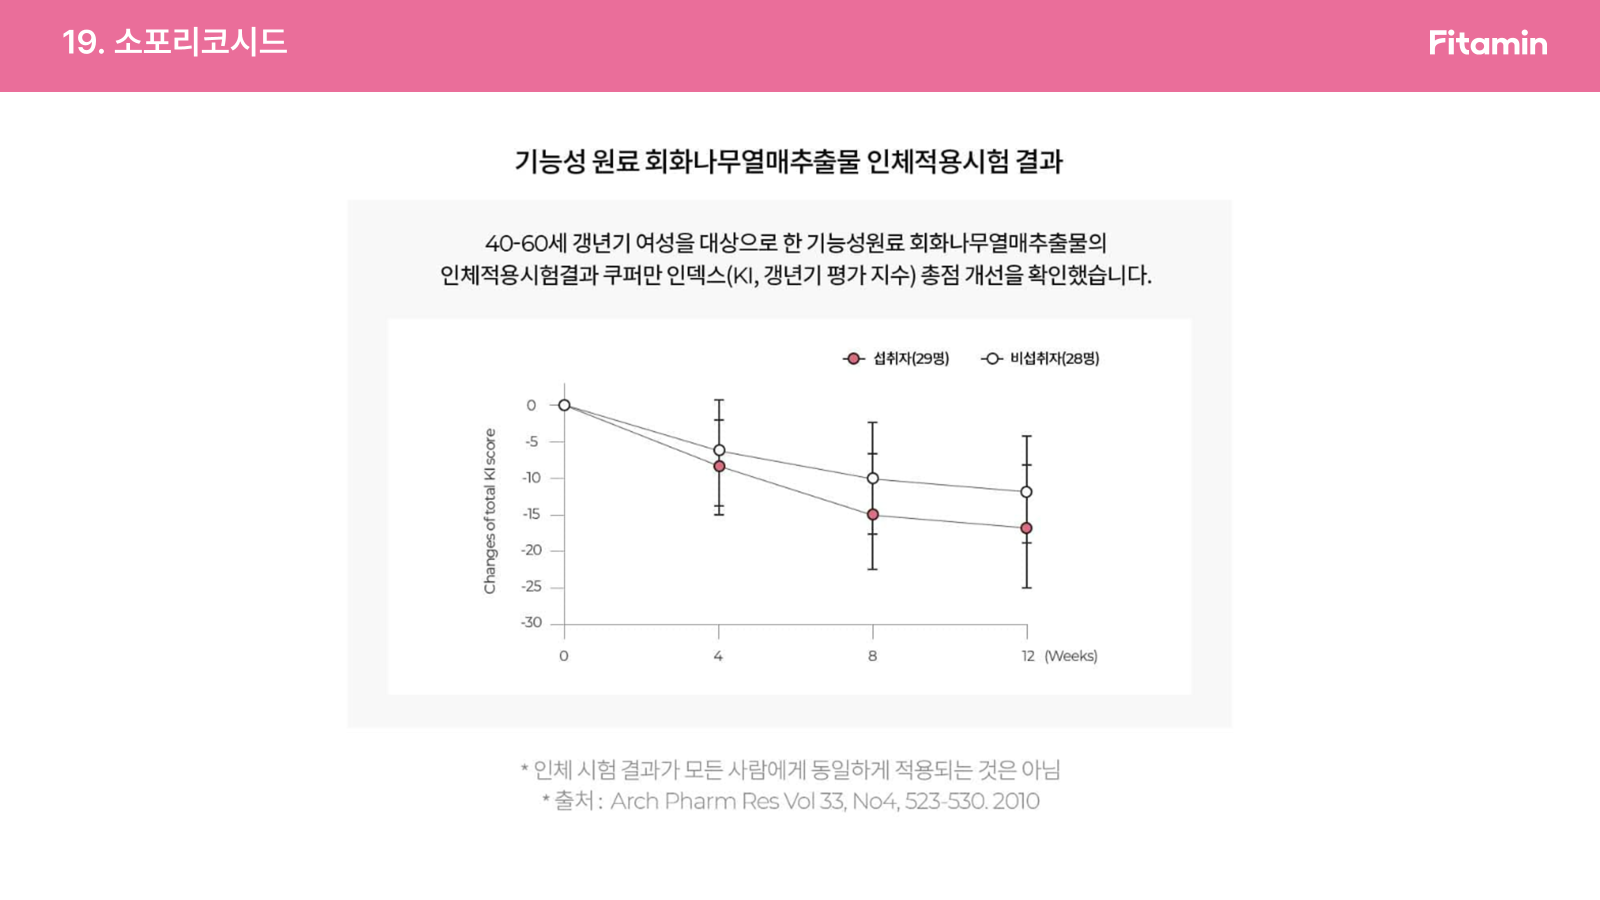 19. 소포리코시드
Fitamin
기능성 원료 회화나무열매추출물 인체적용시험 결과
40-60세 갱년기 여성을 대상으로 한 기능성원료 회화나무열매추출물의
인체적용시험결과 쿠퍼만 인덱스(KI, 갱년기 평가 지수) 총점 개선을 확인했습니다.
섭취자(29명) 비섭취자(28명)
Changes of total KI score
0
-5
-10
-15
-20
-25
-30
0 4 8 12 (Weeks)
* 인체 시험 결과가 모든 사람에게 동일하게 적용되는 것은 아님
* 출처 : Arch Pharm Res Vol 33, No4, 523-530. 2010